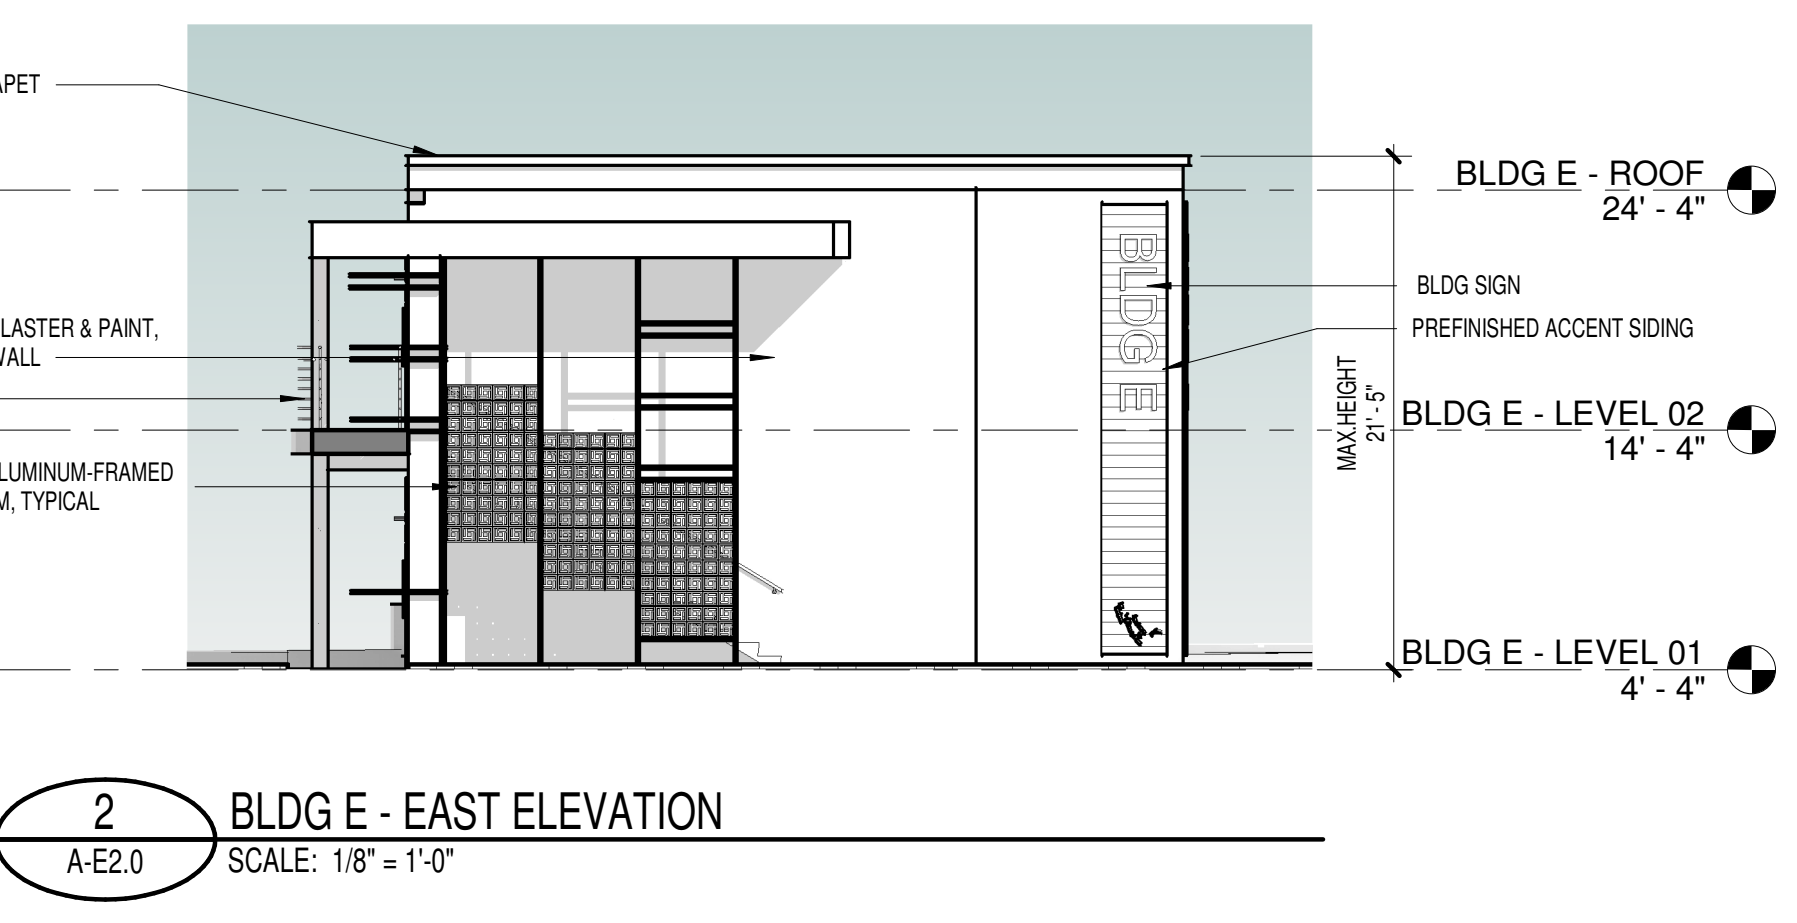 APET
BLDG E - ROOF
24' - 4"
BLDG E
BLDG SIGN
PREFINISHED ACCENT SIDING
LASTER & PAINT,
WALL
MAX.HEIGHT
21' - 5"
BLDG E - LEVEL 02
14' - 4"
LUMINUM-FRAMED
M, TYPICAL
BLDG E - LEVEL 01
4' - 4"
2
BLDG E - EAST ELEVATION
A-E2.0
SCALE: 1/8" = 1'-0"